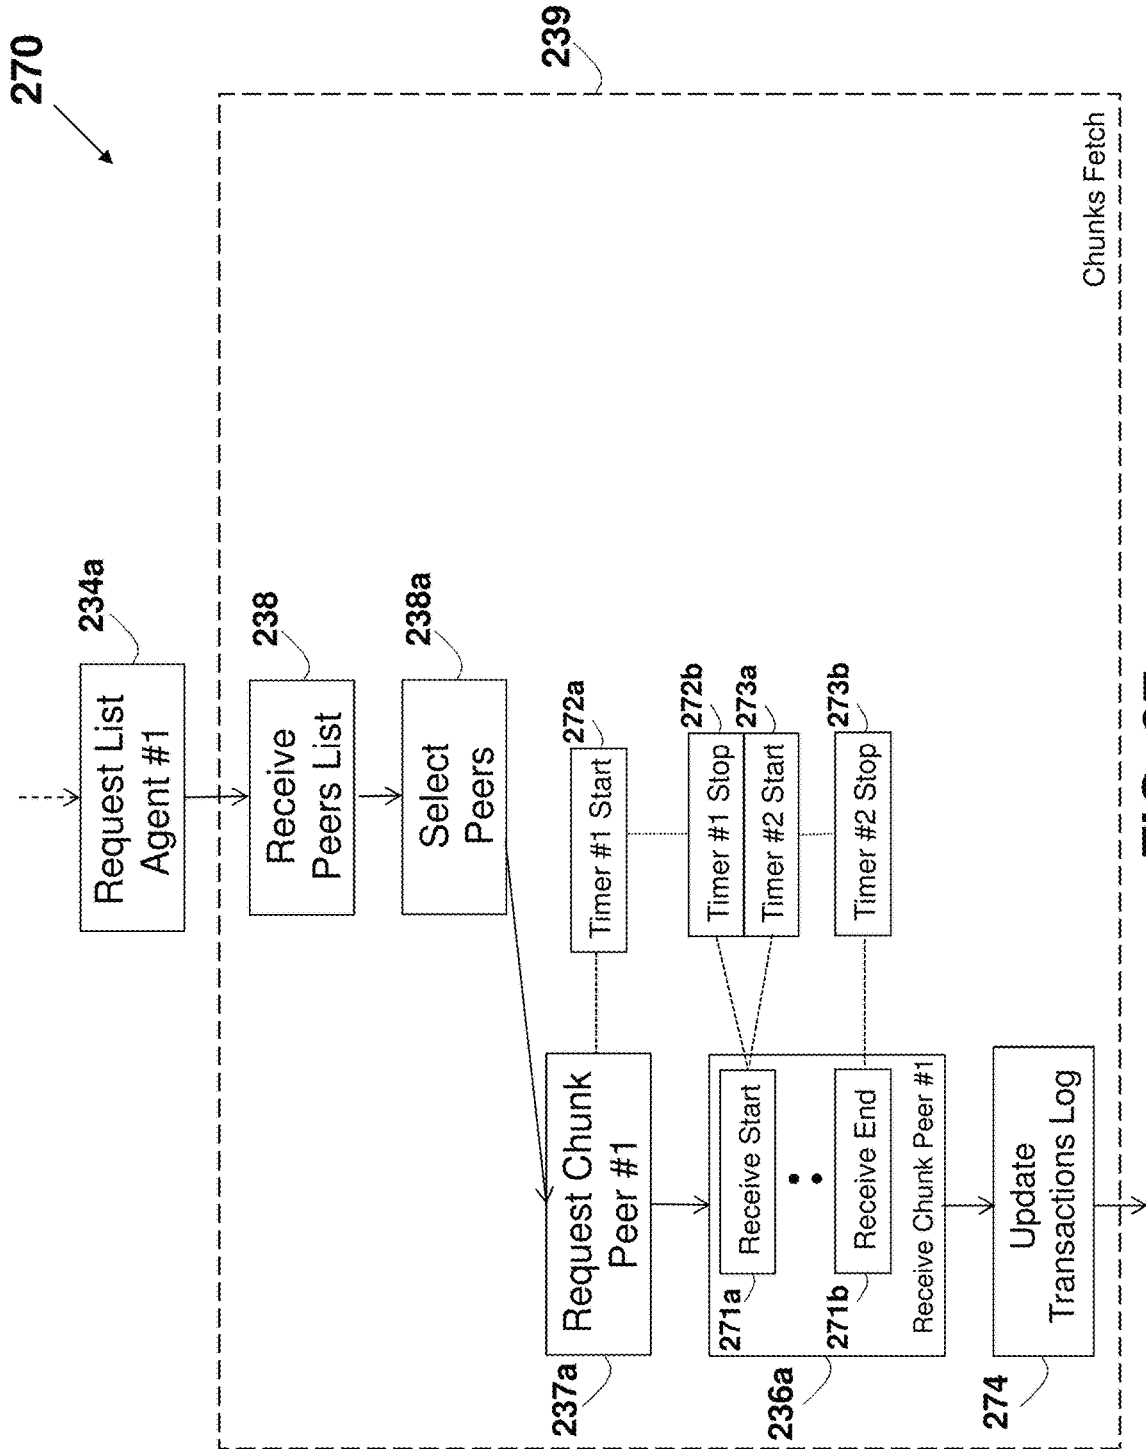 270
239
234a
Request List
Agent #1
238
Receive
Peers List
238a
Select
Peers
272a
Timer #1 Start
237a
Request Chunk
Peer #1
272b
Timer #1 Stop
273a
Timer #2 Start
273b
Timer #2 Stop
271a
Receive Start
271b
Receive End
Receive Chunk Peer #1
236a
274
Update
Transactions Log
Chunks Fetch